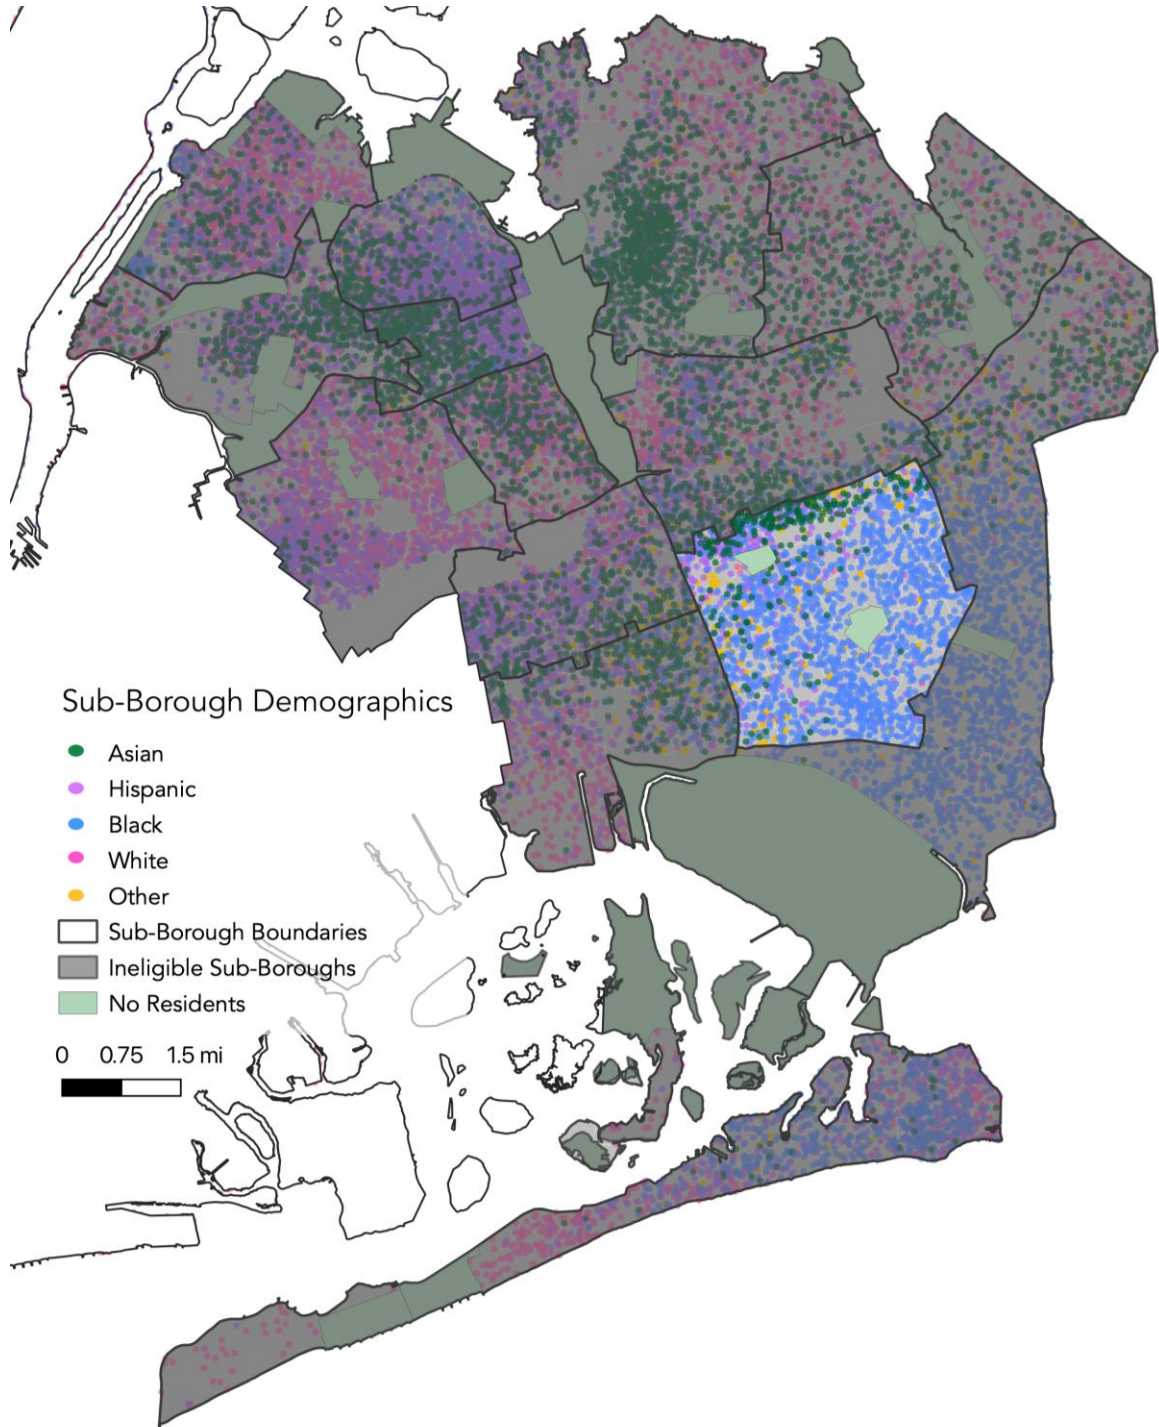 Sub-Borough Demographics
Asian
Hispanic
Black
White
Other
Sub-Borough Boundaries
Ineligible Sub-Boroughs
No Residents
0 0.75 1.5 mi